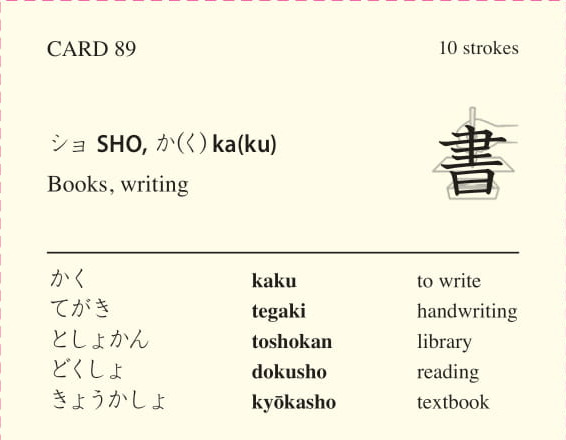 CARD 89 10 strokes
ショ SHO, か(く) ka(ku)
書
Books, writing
かく kaku to write
てがき tegaki handwriting
としょかん toshokan library
どくしょ dokusho reading
きょうかしょ kyōkasho textbook